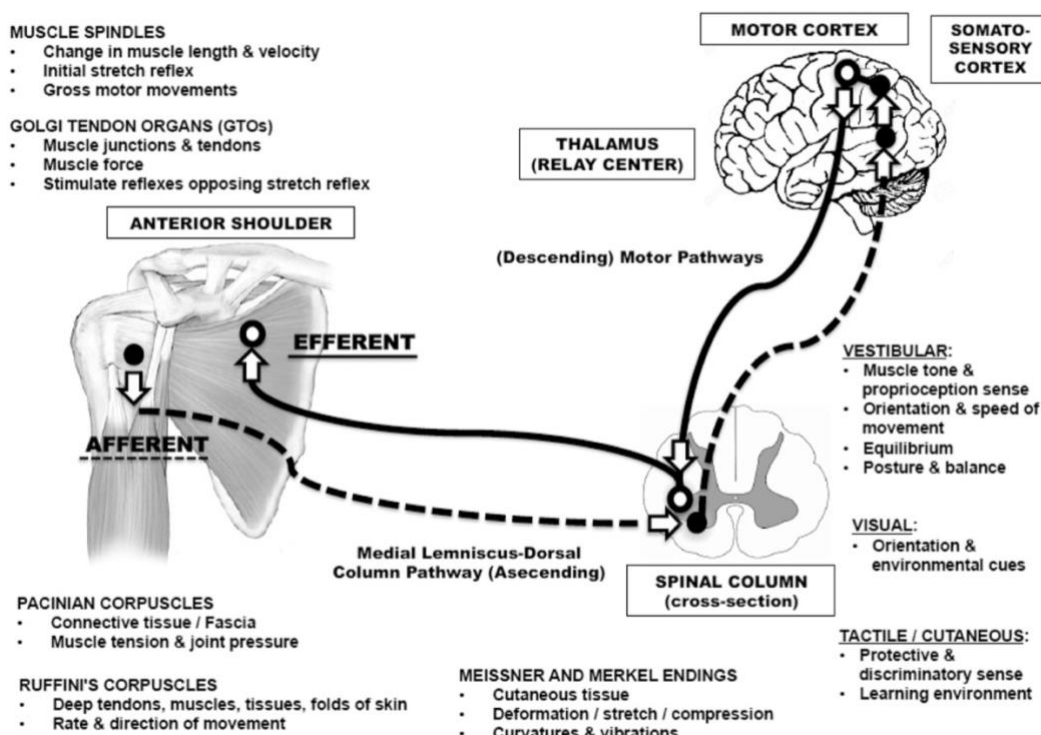 MUSCLE SPINDLES
• Change in muscle length & velocity
• Initial stretch reflex
• Gross motor movements
GOLGI TENDON ORGANS (GTOs)
• Muscle junctions & tendons
• Muscle force
• Stimulate reflexes opposing stretch reflex
ANTERIOR SHOULDER
MOTOR CORTEX
SOMATO-
SENSORY
CORTEX
THALAMUS
(RELAY CENTER)
(Descending) Motor Pathways
EFFERENT
AFFERENT
Medial Lemniscus-Dorsal
Column Pathway (Asecending)
SPINAL COLUMN
(cross-section)
VESTIBULAR:
• Muscle tone &
proprioception sense
• Orientation & speed of
movement
• Equilibrium
• Posture & balance
VISUAL:
• Orientation &
environmental cues
TACTILE / CUTANEOUS:
• Protective &
discriminatory sense
• Learning environment
PACINIAN CORPUSCLES
• Connective tissue / Fascia
• Muscle tension & joint pressure
RUFFINI'S CORPUSCLES
• Deep tendons, muscles, tissues, folds of skin
• Rate & direction of movement
MEISSNER AND MERKEL ENDINGS
• Cutaneous tissue
• Deformation / stretch / compression
• Curvatures & vibrations